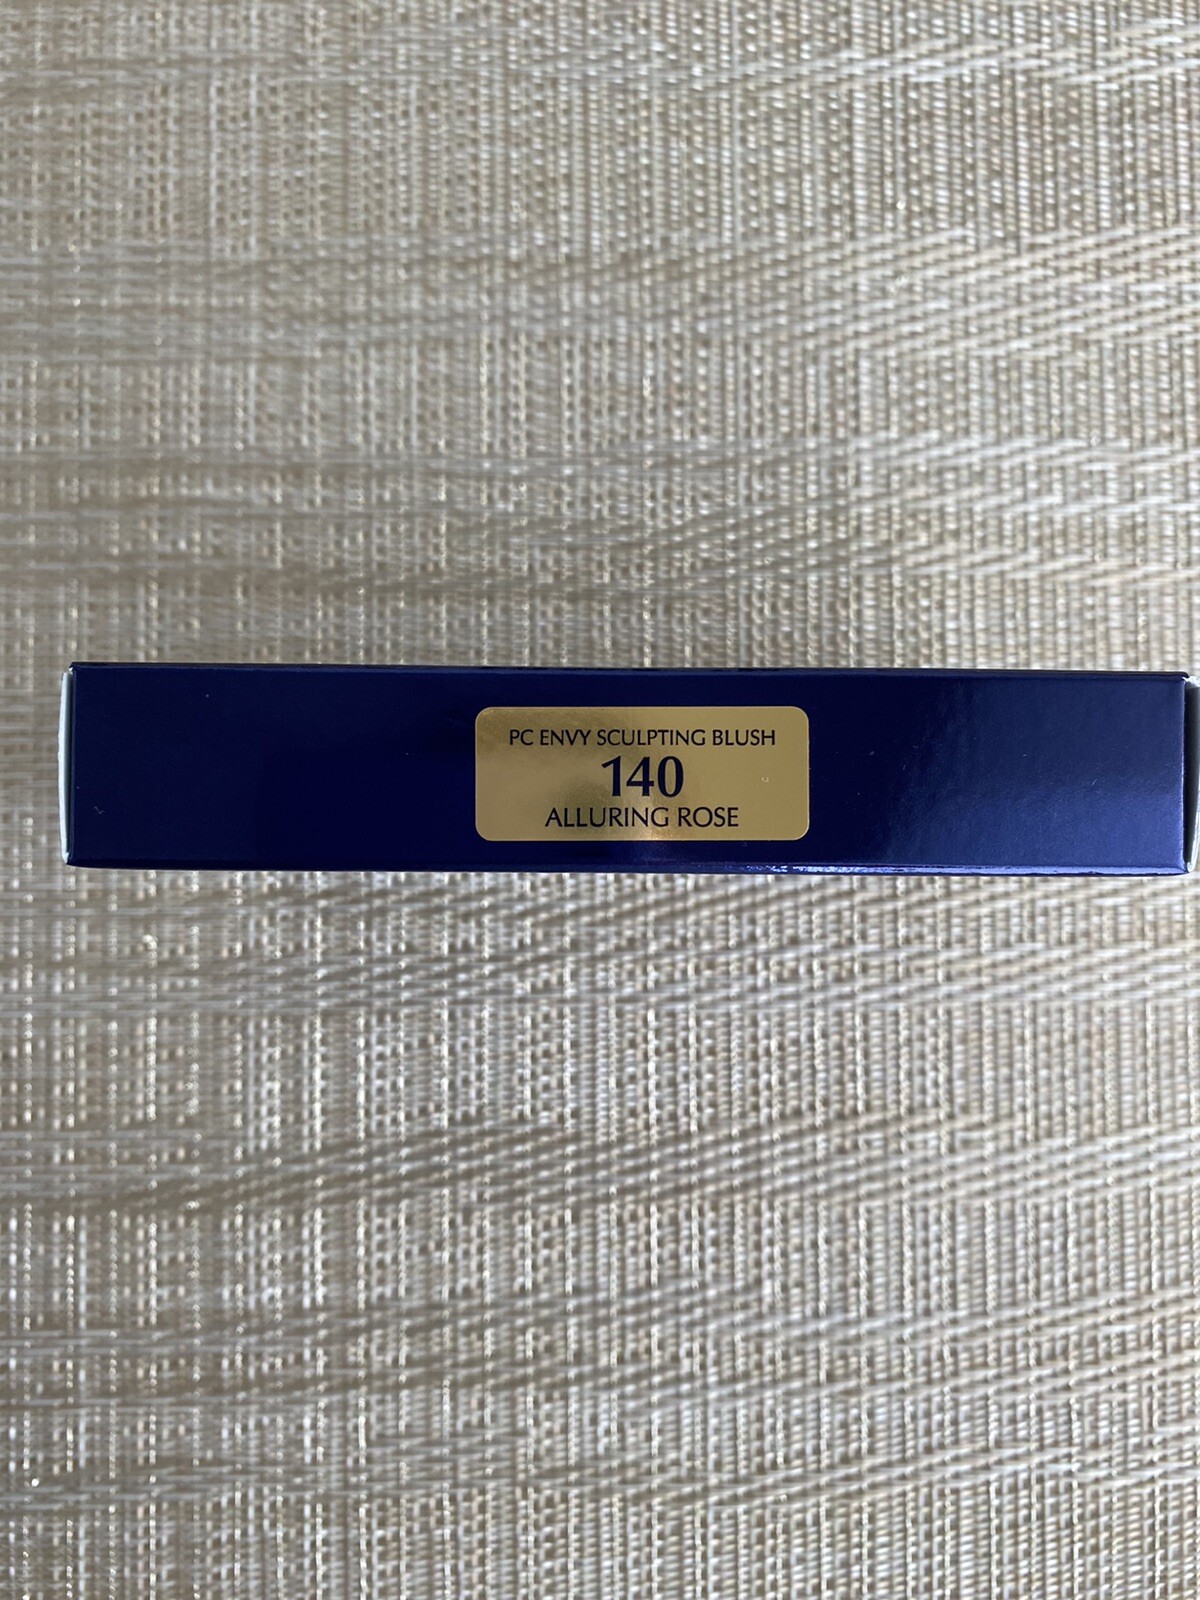 PC ENVY SCULPTING BLUSH
140
ALLURING ROSE